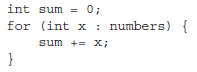 int sum = 0;
for (int x : numbers) {
    sum += x;
}